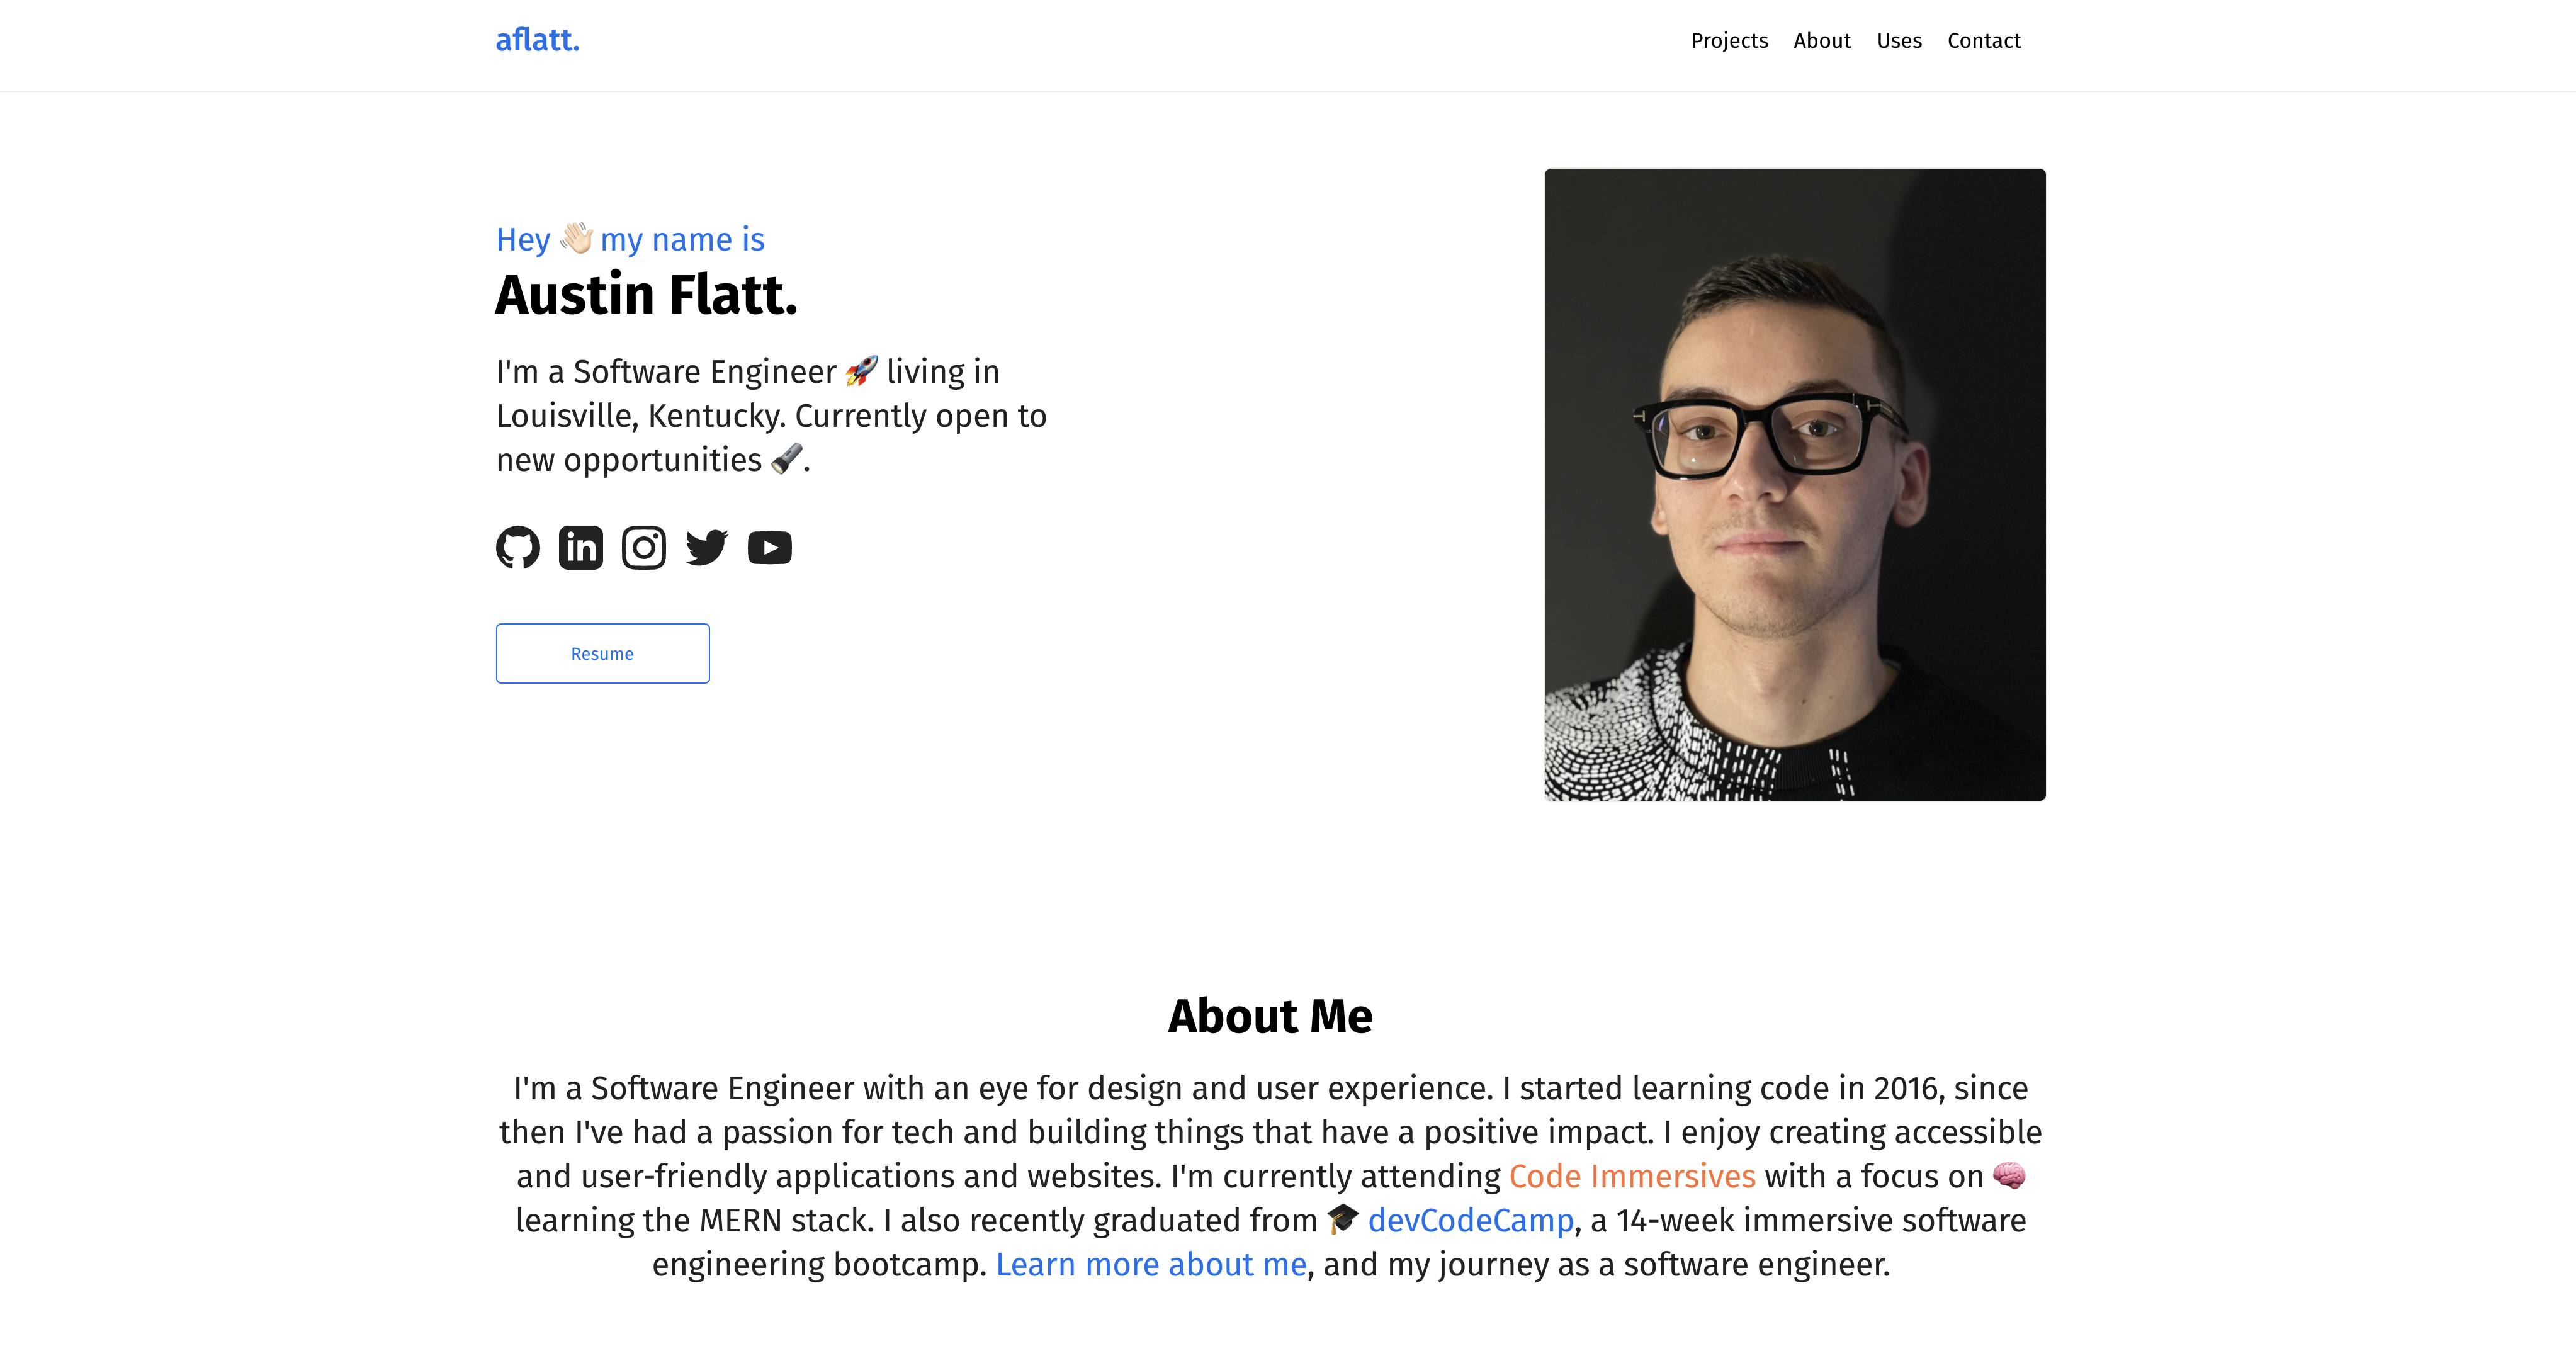 aflatt.
Projects About Uses Contact
Hey 👋🏻 my name is
Austin Flatt.
I'm a Software Engineer 🚀 living in
Louisville, Kentucky. Currently open to
new opportunities 🔦.
in
Resume
About Me
I'm a Software Engineer with an eye for design and user experience. I started learning code in 2016, since
then I've had a passion for tech and building things that have a positive impact. I enjoy creating accessible
and user-friendly applications and websites. I'm currently attending Code Immersives with a focus on 🧠
learning the MERN stack. I also recently graduated from 🎓 devCodeCamp, a 14-week immersive software
engineering bootcamp. Learn more about me, and my journey as a software engineer.